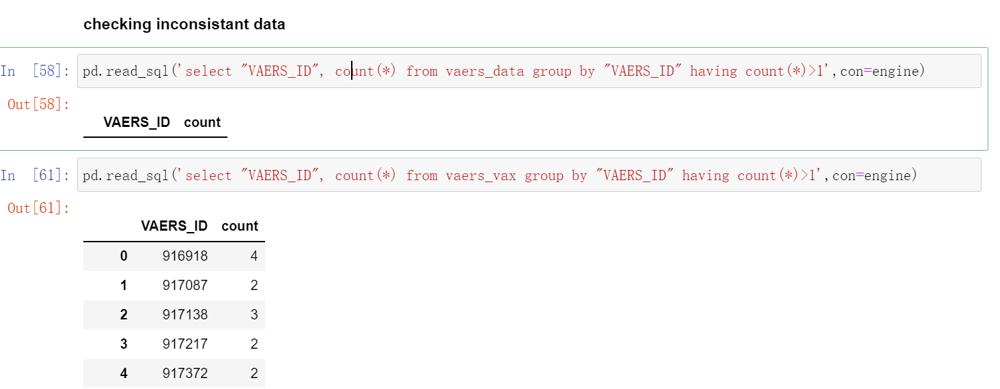 checking inconsistant data
In [58]: pd.read_sql('select "VAERS_ID", count(*) from vaers_data group by "VAERS_ID" having count(*)>1',con=engine)
Out[58]:
VAERS_ID count
In [61]: pd.read_sql('select "VAERS_ID", count(*) from vaers_vax group by "VAERS_ID" having count(*)>1',con=engine)
Out[61]:
VAERS_ID count
0 916918 4
1 917087 2
2 917138 3
3 917217 2
4 917372 2